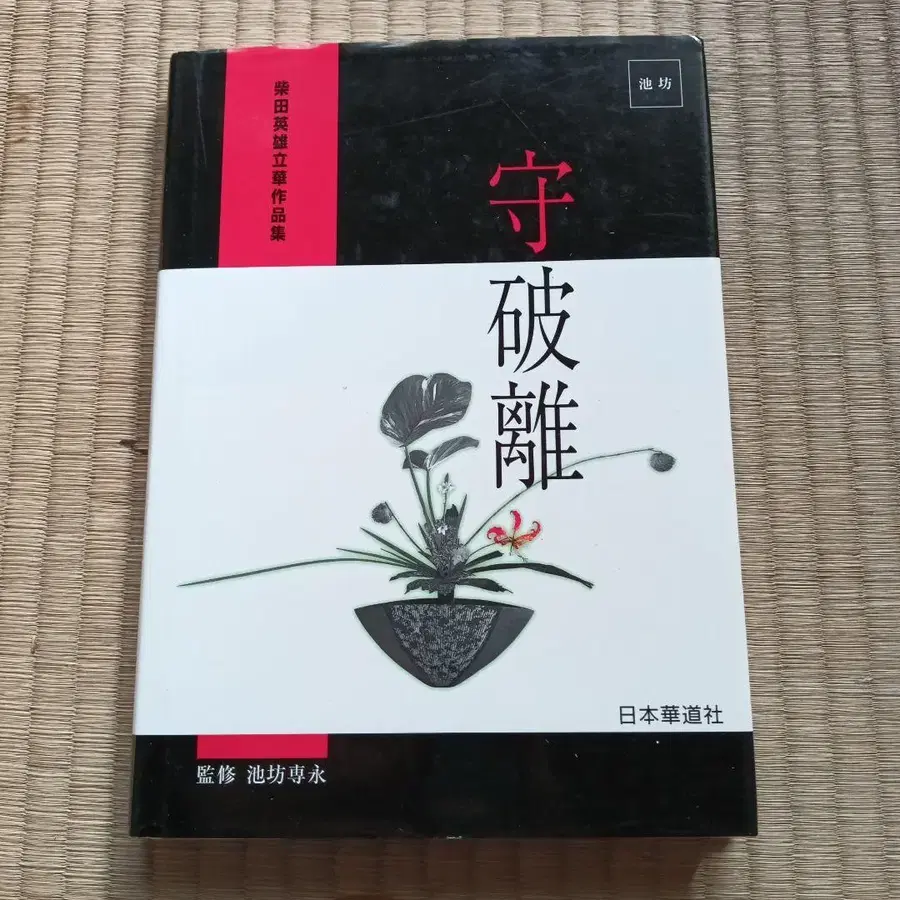 池坊
守破離
柴田英雄立華作品集
日本華道社
監修 池坊専永